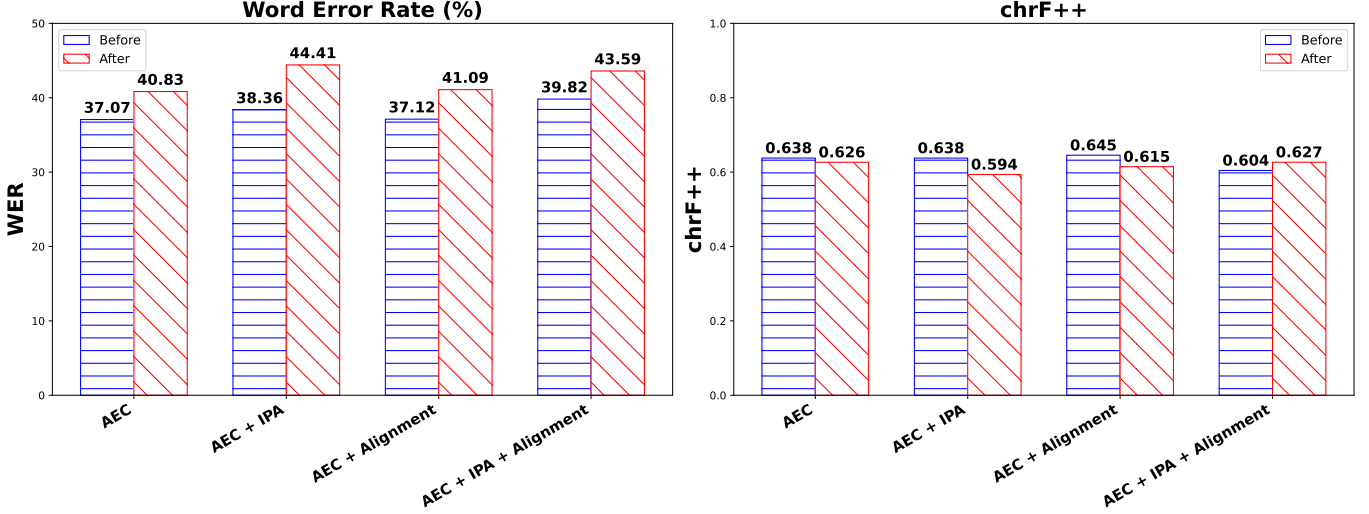 Word Error Rate (%)
WER
50
40
30
20
10
0
Before
After
37.07
40.83
38.36
44.41
37.12
41.09
39.82
43.59
AEC
AEC + IPA
AEC + Alignment
AEC + IPA + Alignment
chrF++
chrF++
1.0
0.8
0.6
0.4
0.2
0.0
Before
After
0.638
0.626
0.638
0.594
0.645
0.615
0.604
0.627
AEC
AEC + IPA
AEC + Alignment
AEC + IPA + Alignment